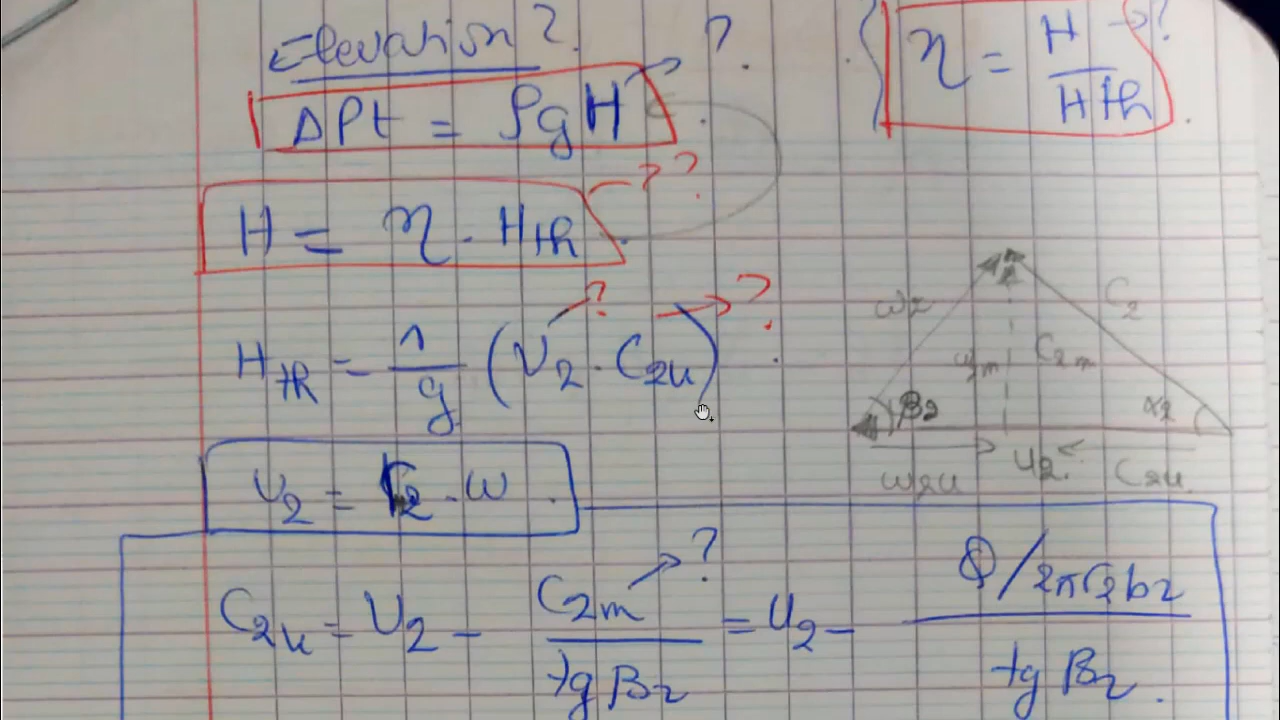 Elevation ?
ΔPt = ρgH → ?
η = H / Hth → ?
H = η . Hth ??
Hth = 1/g (U2 . C2u) ? → ?
W2 C2
C2m
β2 α2
W2u U2 C2u
U2 = r2 . ω
C2u = U2 - C2m / tg β2 → ? = U2 - Q/2πr2b2 / tg β2 .